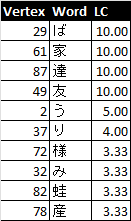 Vertex Word LC
29 ば 10.00
61 家 10.00
87 達 10.00
49 友 10.00
2 う 5.00
37 り 4.00
72 様 3.33
32 み 3.33
82 蛙 3.33
78 産 3.33